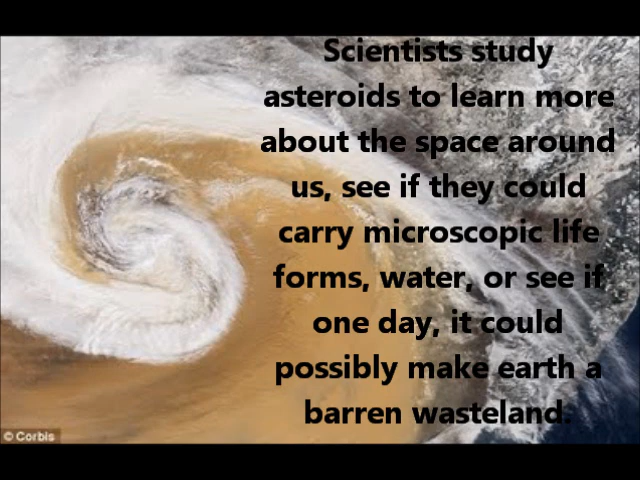 Scientists study
asteroids to learn more
about the space around
us, see if they could
carry microscopic life
forms, water, or see if
one day, it could
possibly make earth a
barren wasteland.
© Corbis